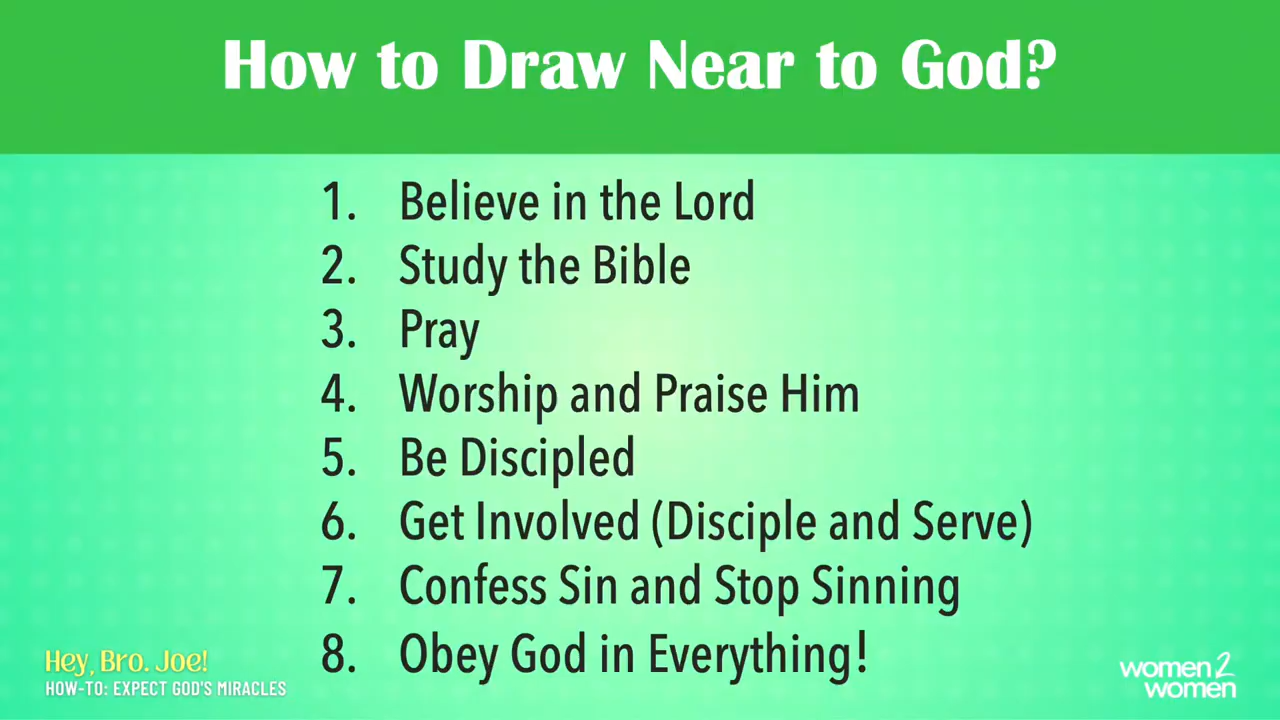 How to Draw Near to God?
1. Believe in the Lord
2. Study the Bible
3. Pray
4. Worship and Praise Him
5. Be Discipled
6. Get Involved (Disciple and Serve)
7. Confess Sin and Stop Sinning
8. Obey God in Everything!
Hey, Bro. Joe!
HOW-TO: EXPECT GOD'S MIRACLES
women2
women